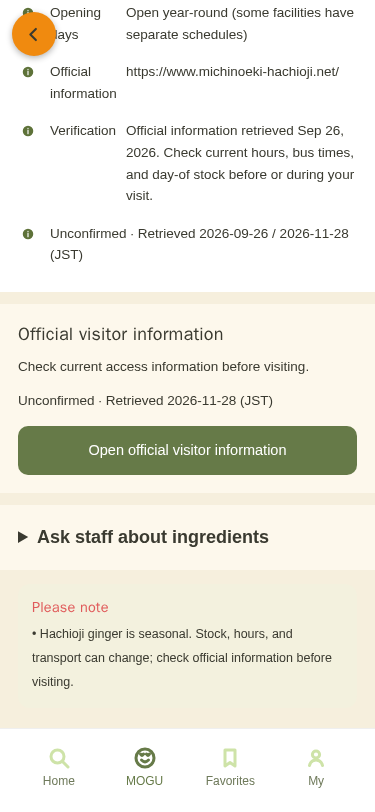 Opening Open year-round (some facilities have
days separate schedules)
Official https://www.michinoeki-hachioji.net/
information
Verification Official information retrieved Sep 26,
2026. Check current hours, bus times,
and day-of stock before or during your
visit.
Unconfirmed · Retrieved 2026-09-26 / 2026-11-28
(JST)
Official visitor information
Check current access information before visiting.
Unconfirmed · Retrieved 2026-11-28 (JST)
Open official visitor information
Ask staff about ingredients
Please note
• Hachioji ginger is seasonal. Stock, hours, and
transport can change; check official information before
visiting.
Home MOGU Favorites My